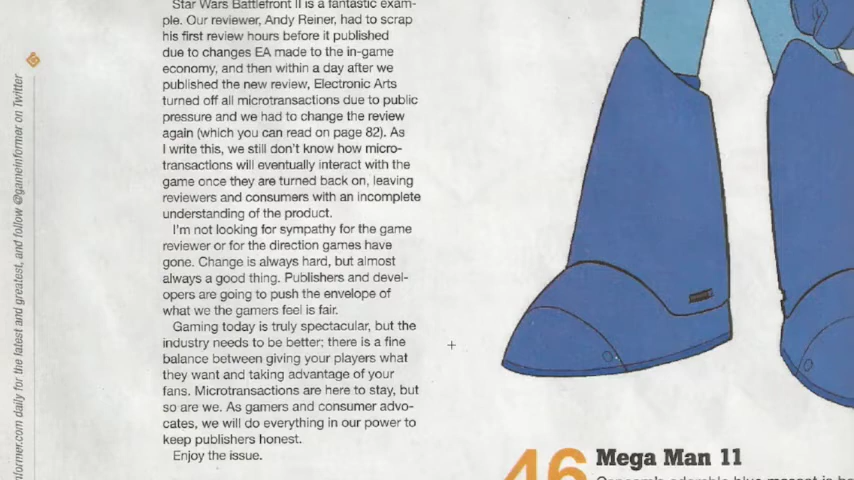 Star Wars Battlefront II is a fantastic exam-
ple. Our reviewer, Andy Reiner, had to scrap
his first review hours before it published
due to changes EA made to the in-game
economy, and then within a day after we
published the new review, Electronic Arts
turned off all microtransactions due to public
pressure and we had to change the review
again (which you can read on page 82). As
I write this, we still don't know how micro-
transactions will eventually interact with the
game once they are turned back on, leaving
reviewers and consumers with an incomplete
understanding of the product.
I'm not looking for sympathy for the game
reviewer or for the direction games have
gone. Change is always hard, but almost
always a good thing. Publishers and devel-
opers are going to push the envelope of
what we the gamers feel is fair.
Gaming today is truly spectacular, but the
industry needs to be better; there is a fine
balance between giving your players what
they want and taking advantage of your
fans. Microtransactions are here to stay, but
so are we. As gamers and consumer advo-
cates, we will do everything in our power to
keep publishers honest.
Enjoy the issue.
former.com daily for the latest and greatest, and follow @gameinformer on Twitter
46 Mega Man 11